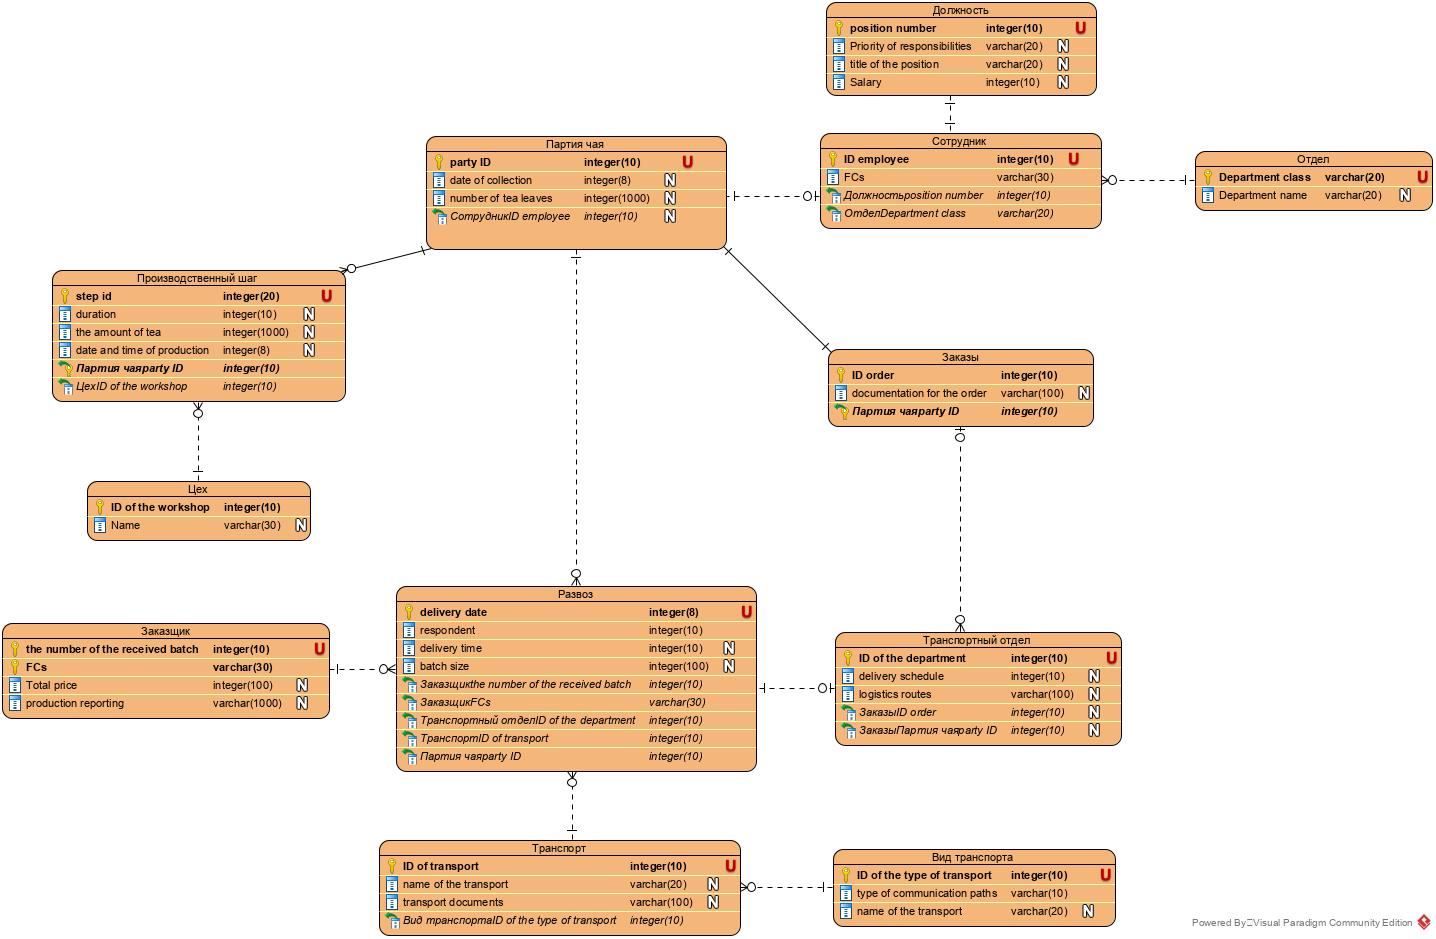 Должность
position number integer(10) U
Priority of responsibilities varchar(20) N
title of the position varchar(20) N
Salary integer(10) N
Партия чая
party ID integer(10) U
date of collection integer(8) N
number of tea leaves integer(1000) N
СотрудникID employee integer(10) N
Сотрудник
ID employee integer(10) U
FCs varchar(30)
Должностьposition number integer(10)
ОтделDepartment class varchar(20)
Отдел
Department class varchar(20) U
Department name varchar(20) N
Производственный шаг
step id integer(20) U
duration integer(10) N
the amount of tea integer(1000) N
date and time of production integer(8) N
Партия чаяparty ID integer(10)
ЦехID of the workshop integer(10)
Заказы
ID order integer(10)
documentation for the order varchar(100) N
Партия чаяparty ID integer(10)
Цех
ID of the workshop integer(10)
Name varchar(30) N
Заказщик
the number of the received batch integer(10) U
FCs varchar(30)
Total price integer(100) N
production reporting varchar(1000) N
Развоз
delivery date integer(8) U
respondent integer(10)
delivery time integer(10) N
batch size integer(100) N
Заказщикthe number of the received batch integer(10)
ЗаказщикFCs varchar(30)
Транспортный отделID of the department integer(10)
ТранспортID of transport integer(10)
Партия чаяparty ID integer(10)
Транспортный отдел
ID of the department integer(10) U
delivery schedule integer(10) N
logistics routes varchar(100) N
ЗаказыID order integer(10) N
ЗаказыПартия чаяparty ID integer(10) N
Транспорт
ID of transport integer(10) U
name of the transport varchar(20) N
transport documents varchar(100) N
Вид транспортаID of the type of transport integer(10)
Вид транспорта
ID of the type of transport integer(10) U
type of communication paths varchar(10)
name of the transport varchar(20) N
Powered By Visual Paradigm Community Edition